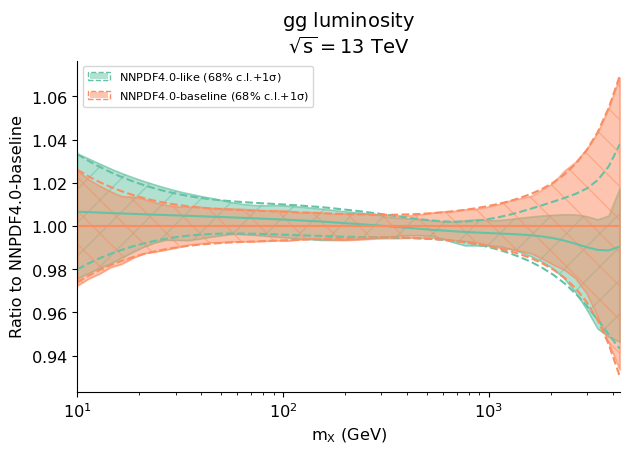 gg luminosity
√s = 13 TeV
NNPDF4.0-like (68% c.l.+1σ)
NNPDF4.0-baseline (68% c.l.+1σ)
Ratio to NNPDF4.0-baseline
1.06
1.04
1.02
1.00
0.98
0.96
0.94
10¹
10²
10³
mX (GeV)